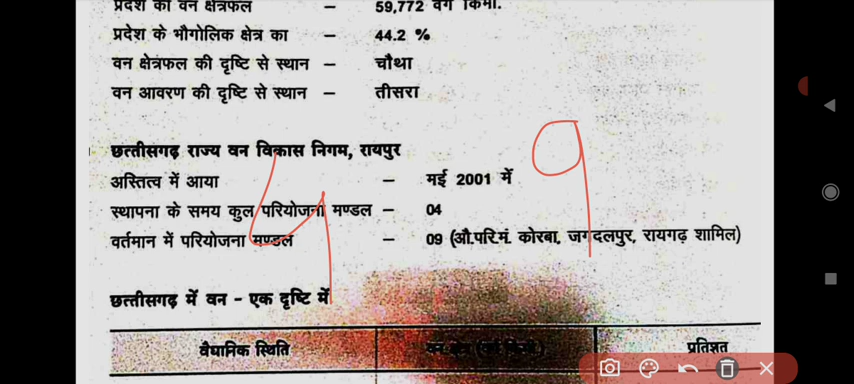 प्रदेश का वन क्षेत्रफल – 59,772 वर्ग किमी.
प्रदेश के भौगोलिक क्षेत्र का – 44.2 %
वन क्षेत्रफल की दृष्टि से स्थान – चौथा
वन आवरण की दृष्टि से स्थान – तीसरा
छत्तीसगढ़ राज्य वन विकास निगम, रायपुर
अस्तित्व में आया – मई 2001 में
स्थापना के समय कुल परियोजना मण्डल – 04
वर्तमान में परियोजना मण्डल – 09 (औ.परि.मं. कोरबा, जगदलपुर, रायगढ़ शामिल)
छत्तीसगढ़ में वन - एक दृष्टि में
वैधानिक स्थिति प्रतिशत
4 9